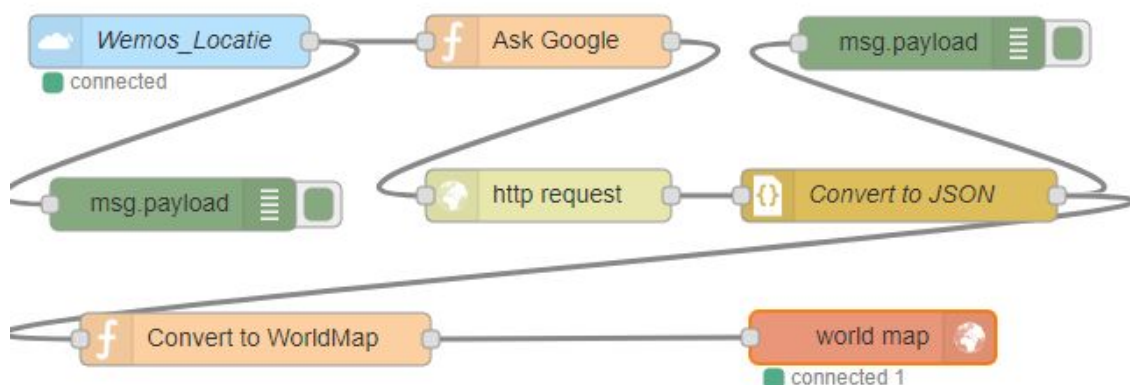 Wemos_Locatie
Ask Google
msg.payload
connected
msg.payload
http request
Convert to JSON
Convert to WorldMap
world map
connected 1